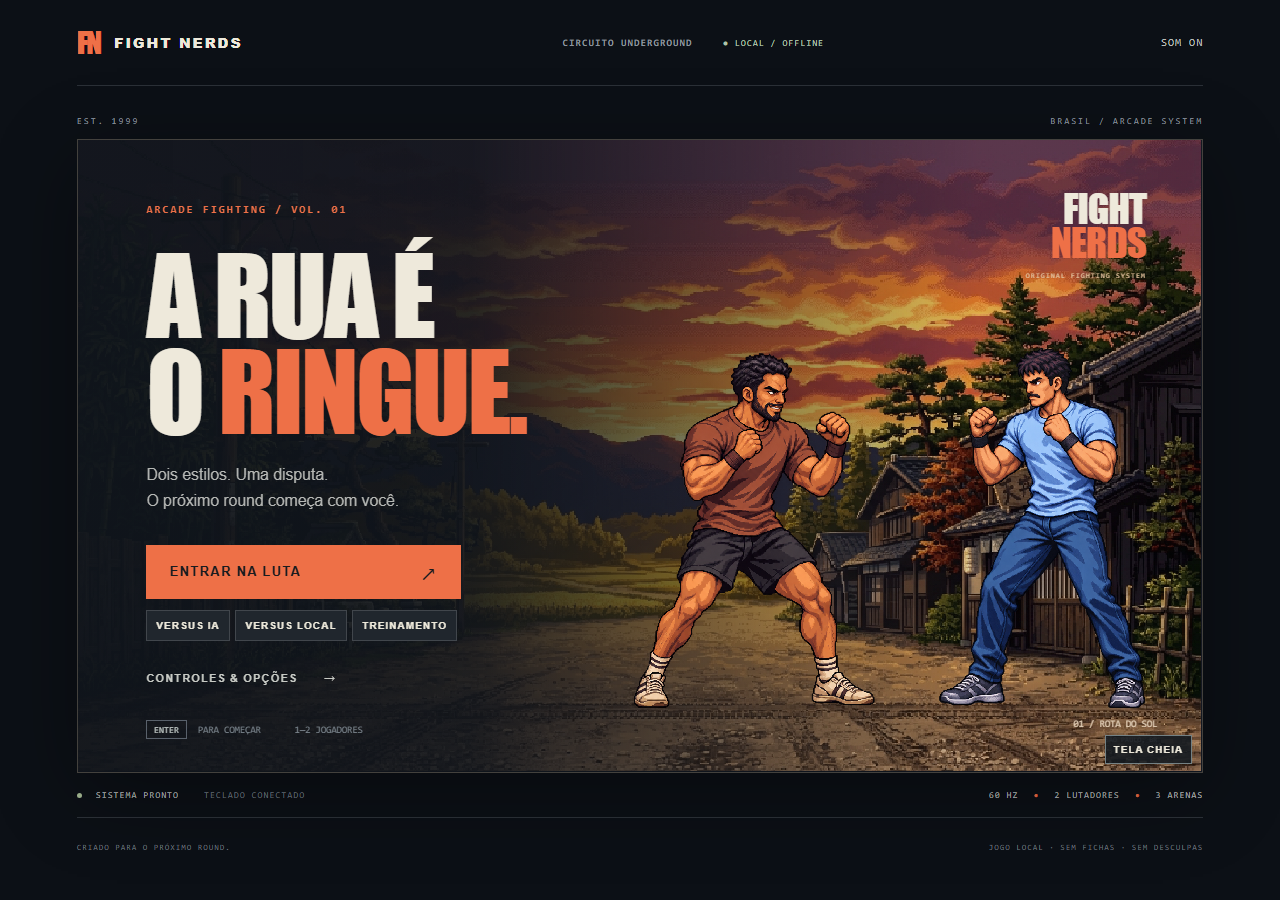 FN FIGHT NERDS
CIRCUITO UNDERGROUND
● LOCAL / OFFLINE
SOM ON
EST. 1999
BRASIL / ARCADE SYSTEM
ARCADE FIGHTING / VOL. 01
FIGHT
NERDS
ORIGINAL FIGHTING SYSTEM
A RUA É
O RINGUE.
Dois estilos. Uma disputa.
O próximo round começa com você.
ENTRAR NA LUTA ↗
VERSUS IA
VERSUS LOCAL
TREINAMENTO
CONTROLES & OPÇÕES →
ENTER PARA COMEÇAR
1–2 JOGADORES
01 / ROTA DO SOL
TELA CHEIA
● SISTEMA PRONTO
TECLADO CONECTADO
60 HZ ● 2 LUTADORES ● 3 ARENAS
CRIADO PARA O PRÓXIMO ROUND.
JOGO LOCAL · SEM FICHAS · SEM DESCULPAS